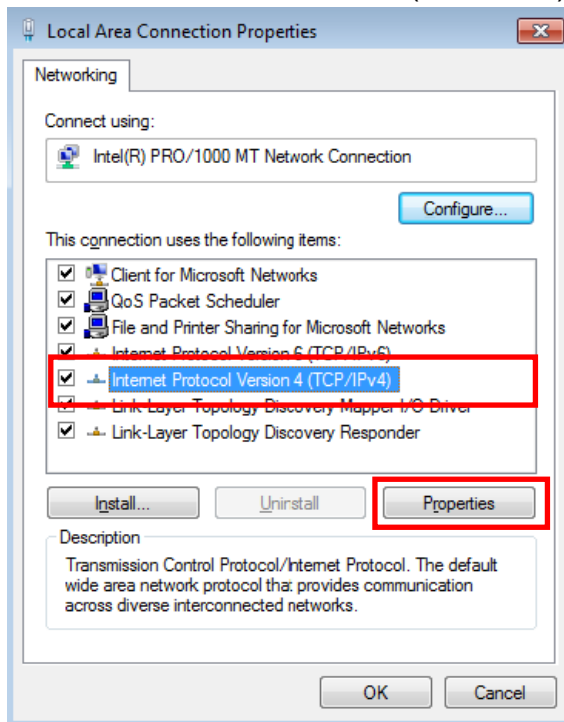 Local Area Connection Properties
Networking
Connect using:
Intel(R) PRO/1000 MT Network Connection
Configure...
This connection uses the following items:
Client for Microsoft Networks
QoS Packet Scheduler
File and Printer Sharing for Microsoft Networks
Internet Protocol Version 6 (TCP/IPv6)
Internet Protocol Version 4 (TCP/IPv4)
Link-Layer Topology Discovery Mapper I/O Driver
Link-Layer Topology Discovery Responder
Install...
Uninstall
Properties
Description
Transmission Control Protocol/Internet Protocol. The default
wide area network protocol that provides communication
across diverse interconnected networks.
OK
Cancel